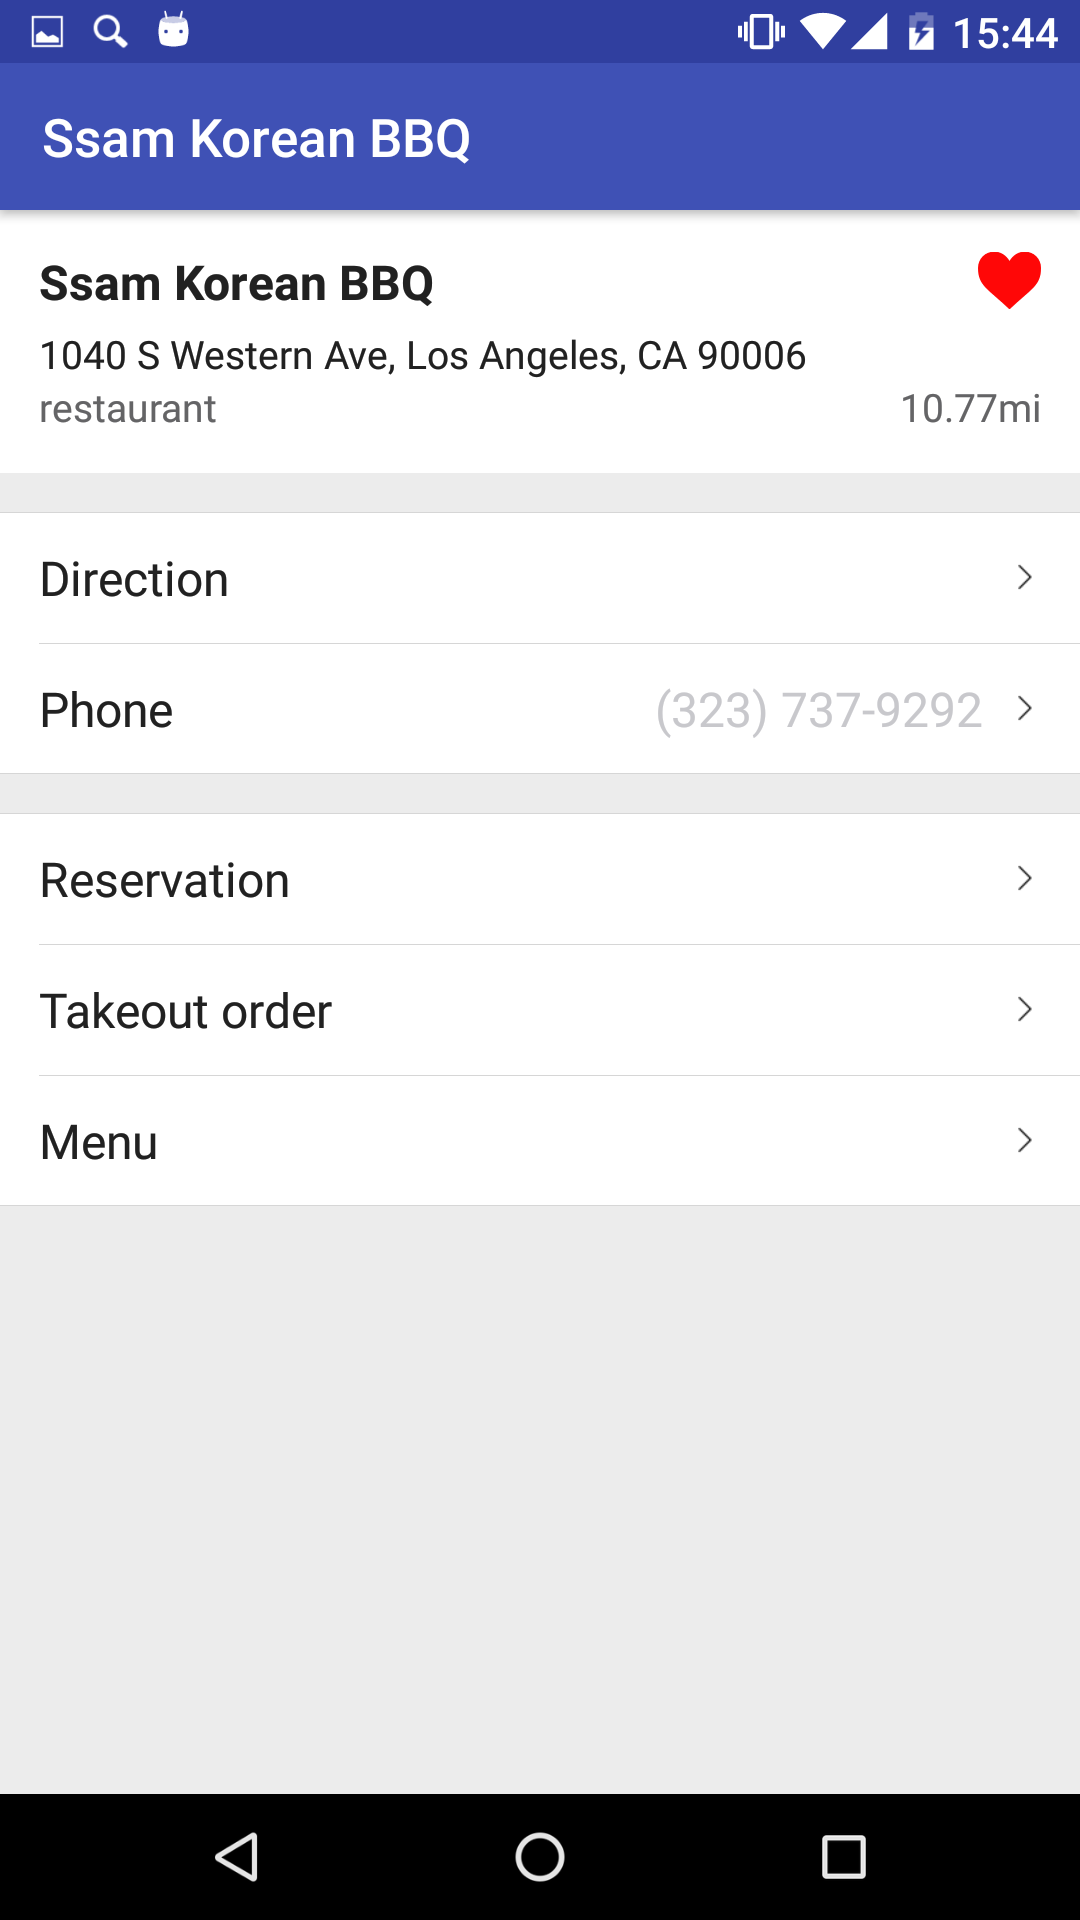 15:44
Ssam Korean BBQ
Ssam Korean BBQ
1040 S Western Ave, Los Angeles, CA 90006
restaurant 10.77mi
Direction
Phone (323) 737-9292
Reservation
Takeout order
Menu